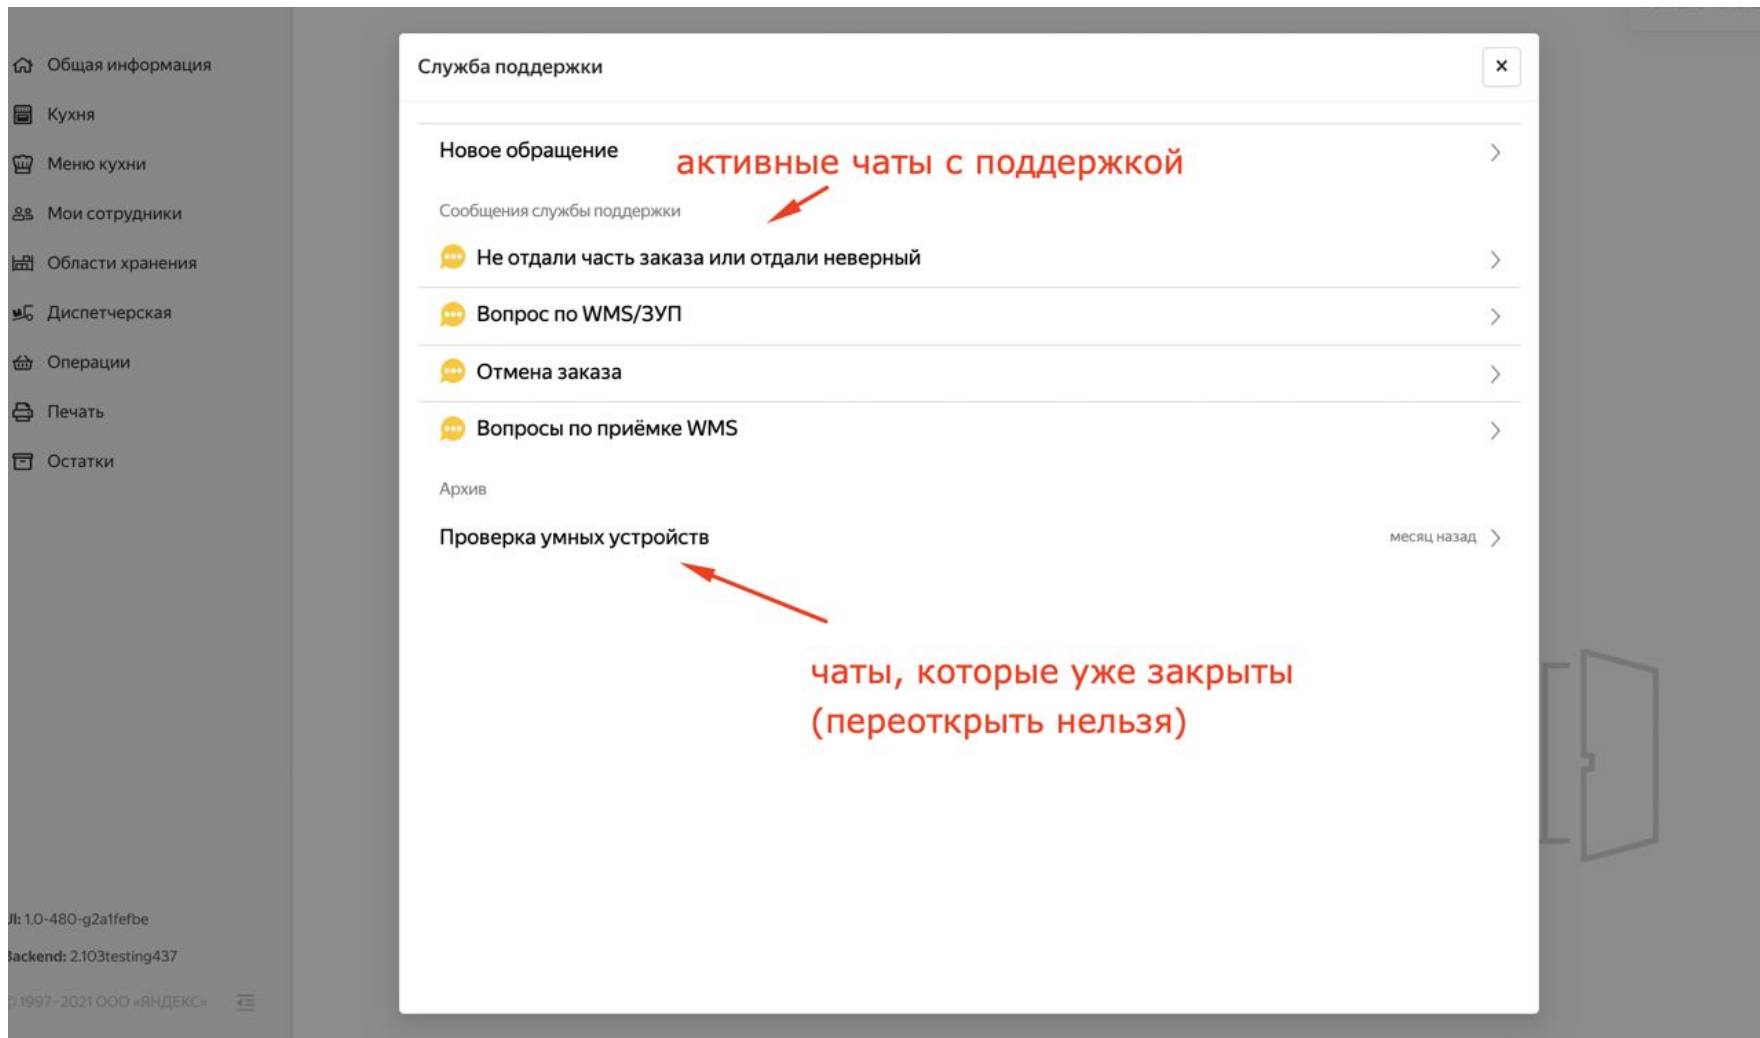 Общая информация
Кухня
Меню кухни
Мои сотрудники
Области хранения
Диспетчерская
Операции
Печать
Остатки
UI: 1.0-480-g2a1fefbe
Backend: 2.103testing437
© 1997–2021 ООО «ЯНДЕКС»
Служба поддержки
Новое обращение
активные чаты с поддержкой
Сообщения службы поддержки
Не отдали часть заказа или отдали неверный
Вопрос по WMS/ЗУП
Отмена заказа
Вопросы по приёмке WMS
Архив
Проверка умных устройств
месяц назад
чаты, которые уже закрыты
(переоткрыть нельзя)